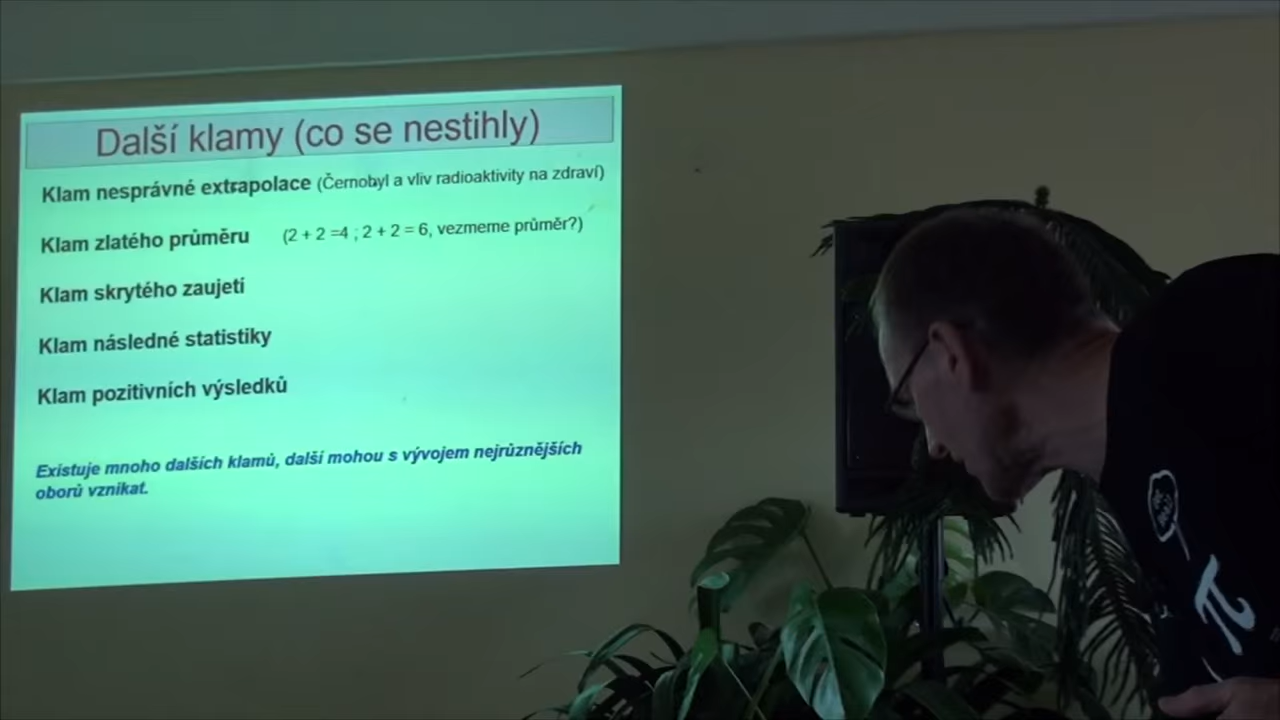 Další klamy (co se nestihly)
Klam nesprávné extrapolace (Černobyl a vliv radioaktivity na zdraví)
Klam zlatého průměru (2 + 2 =4 ; 2 + 2 = 6, vezmeme průměr?)
Klam skrytého zaujetí
Klam následné statistiky
Klam pozitivních výsledků
Existuje mnoho dalších klamů, další mohou s vývojem nejrůznějších
oborů vznikat.
π